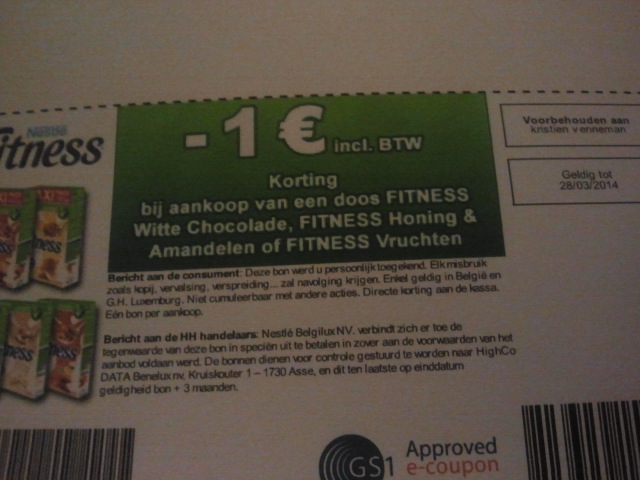 Nestlé
Fitness
- 1 € incl. BTW
Korting
bij aankoop van een doos FITNESS
Witte Chocolade, FITNESS Honing &
Amandelen of FITNESS Vruchten
Voorbehouden aan
kristien venneman
Geldig tot
28/03/2014
Bericht aan de consument: Deze bon werd u persoonlijk toegekend. Elk misbruik
zoals kopij, vervalsing, verspreiding... zal navolging krijgen. Enkel geldig in België en
G.H. Luxemburg. Niet cumuleerbaar met andere acties. Directe korting aan de kassa.
Eén bon per aankoop.
Bericht aan de HH handelaars: Nestlé Belgilux NV. verbindt zich er toe de
tegenwaarde van deze bon in speciën uit te betalen in zover aan de voorwaarden van het
aanbod voldaan werd. De bonnen dienen voor controle gestuurd te worden naar HighCo
DATA Benelux nv, Kruiskouter 1 – 1730 Asse, en dit ten laatste op einddatum
geldigheid bon + 3 maanden.
GS1 Approved
e-coupon